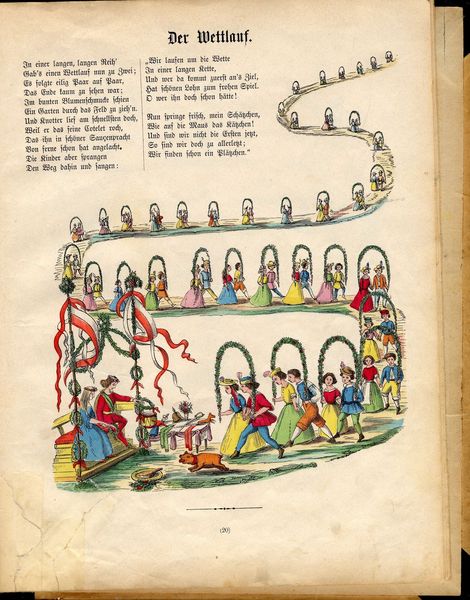 Der Wettlauf.
In einer langen, langen Reih'
Gab's einen Wettlauf nun zu Zwei;
Es folgte eilig Paar auf Paar,
Das Ende kaum zu sehen war;
Im bunten Blumenschmucke schien
Ein Garten durch das Feld zu zieh'n.
Und Knotter lief am schnellsten doch,
Weil er das feine Cotelet roch,
Das ihn in schöner Saucenpracht
Von ferne schon hat angelacht.
Die Kinder aber sprangen
Den Weg dahin und sangen:
„Wir laufen um die Wette
In einer langen Kette,
Und wer da kommt zuerst an's Ziel,
Hat schönen Lohn zum frohen Spiel.
O wer ihn doch schon hätte!
Nun springe frisch, mein Schätzchen,
Wie auf die Maus das Kätzchen!
Und sind wir nicht die Ersten jetzt,
So sind wir doch zu allerletzt;
Wir finden schon ein Plätzchen."
(20)